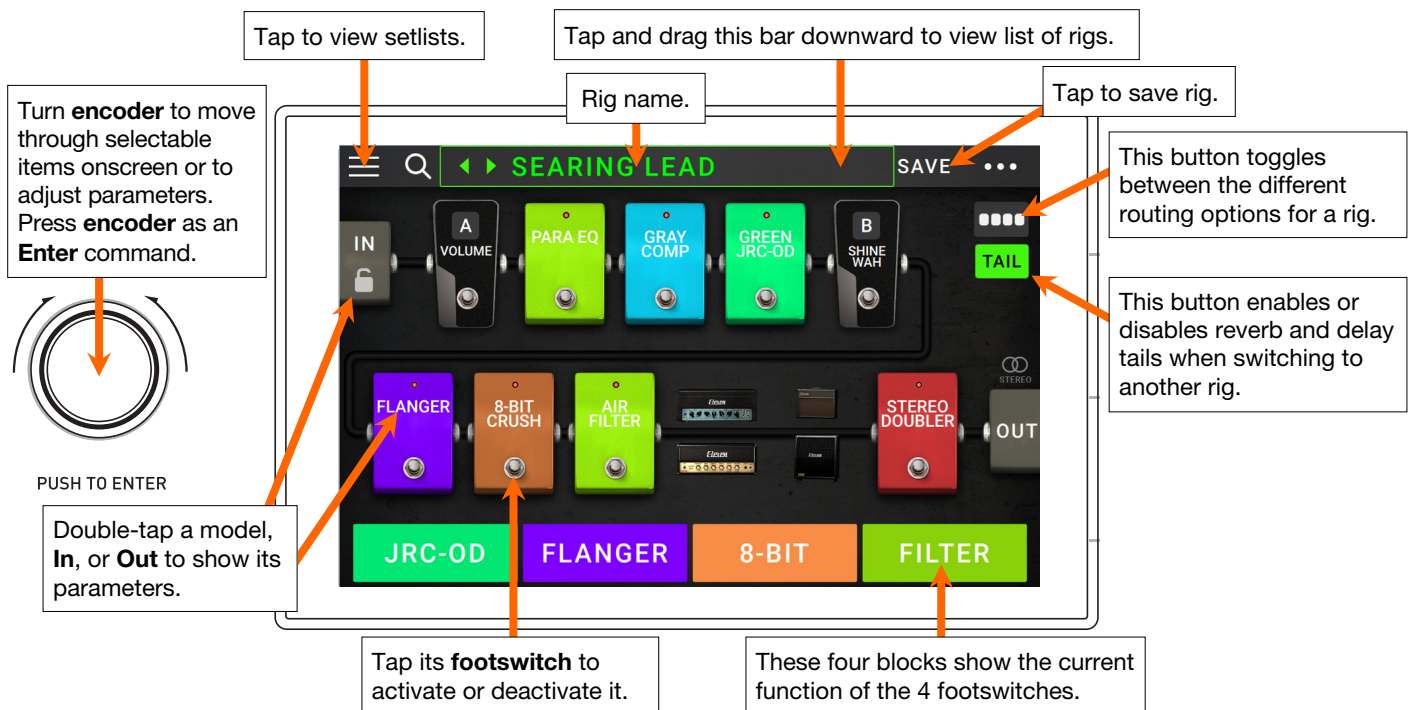 Tap to view setlists.
Tap and drag this bar downward to view list of rigs.
Turn encoder to move
through selectable
items onscreen or to
adjust parameters.
Press encoder as an
Enter command.
Rig name.
Tap to save rig.
SEARING LEAD
SAVE
This button toggles
between the different
routing options for a rig.
IN
A
VOLUME
PARA EQ
GRAY
COMP
GREEN
JRC-OD
B
SHINE
WAH
TAIL
This button enables or
disables reverb and delay
tails when switching to
another rig.
STEREO
FLANGER
8-BIT
CRUSH
AIR
FILTER
Eleven
Eleven
Eleven
STEREO
DOUBLER
OUT
PUSH TO ENTER
Double-tap a model,
In, or Out to show its
parameters.
JRC-OD
FLANGER
8-BIT
FILTER
Tap its footswitch to
activate or deactivate it.
These four blocks show the current
function of the 4 footswitches.